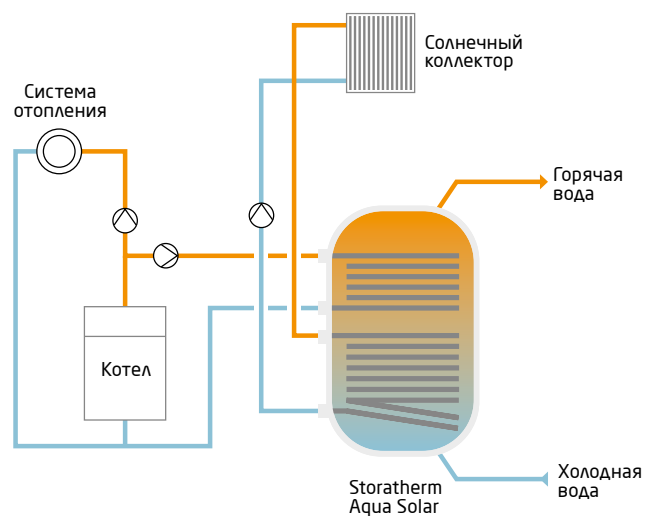 Солнечный
коллектор
Система
отопления
Горячая
вода
Котел
Холодная
вода
Storatherm
Aqua Solar